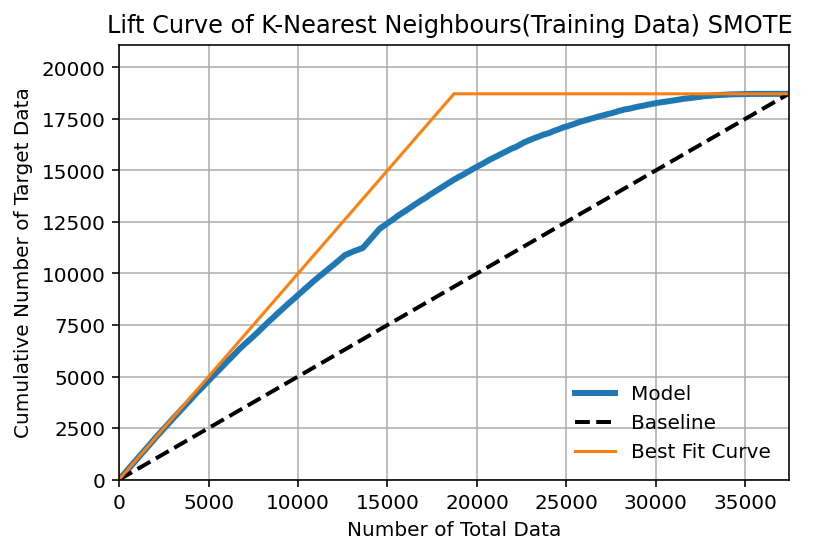 Lift Curve of K-Nearest Neighbours(Training Data) SMOTE
Cumulative Number of Target Data
20000
17500
15000
12500
10000
7500
5000
2500
0
Model
Baseline
Best Fit Curve
0 5000 10000 15000 20000 25000 30000 35000
Number of Total Data